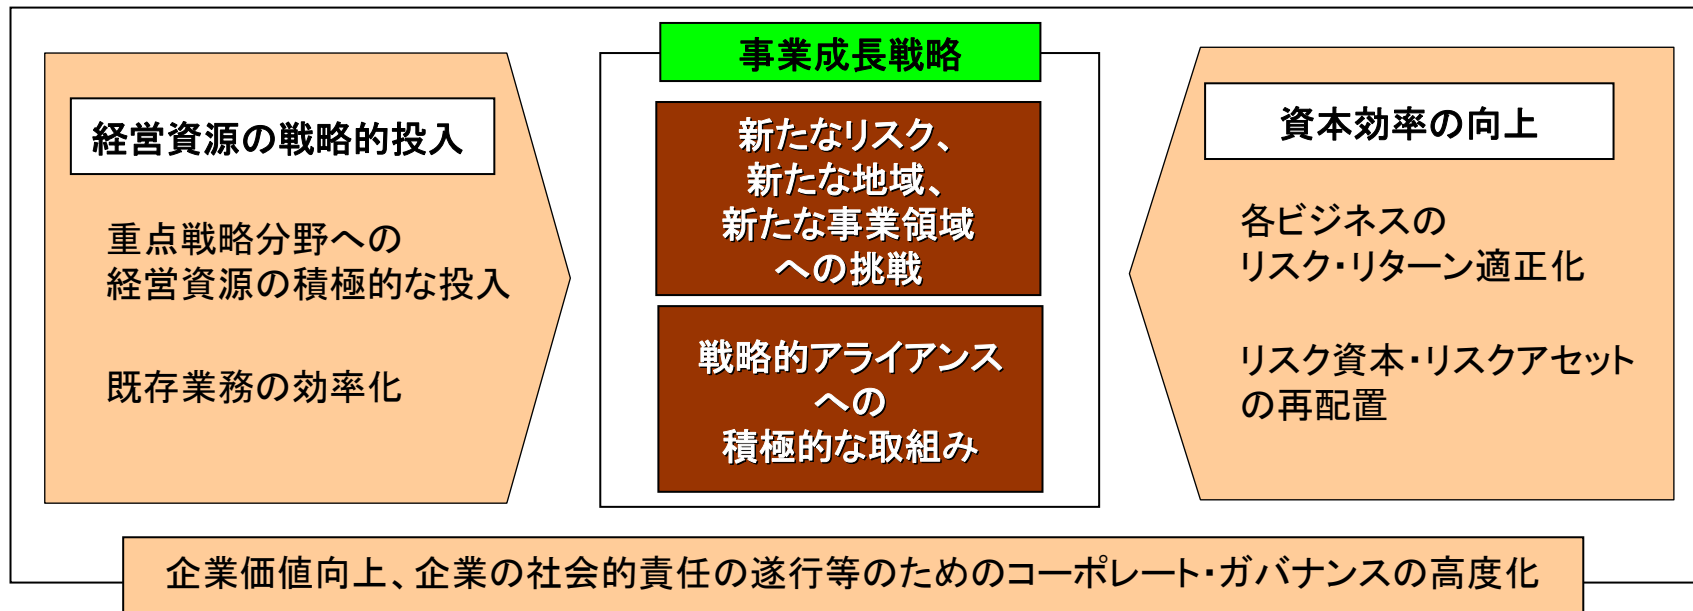 事業成長戦略
経営資源の戦略的投入
重点戦略分野への
経営資源の積極的な投入
既存業務の効率化
新たなリスク、
新たな地域、
新たな事業領域
への挑戦
戦略的アライアンス
への
積極的な取組み
資本効率の向上
各ビジネスの
リスク・リターン適正化
リスク資本・リスクアセット
の再配置
企業価値向上、企業の社会的責任の遂行等のためのコーポレート・ガバナンスの高度化